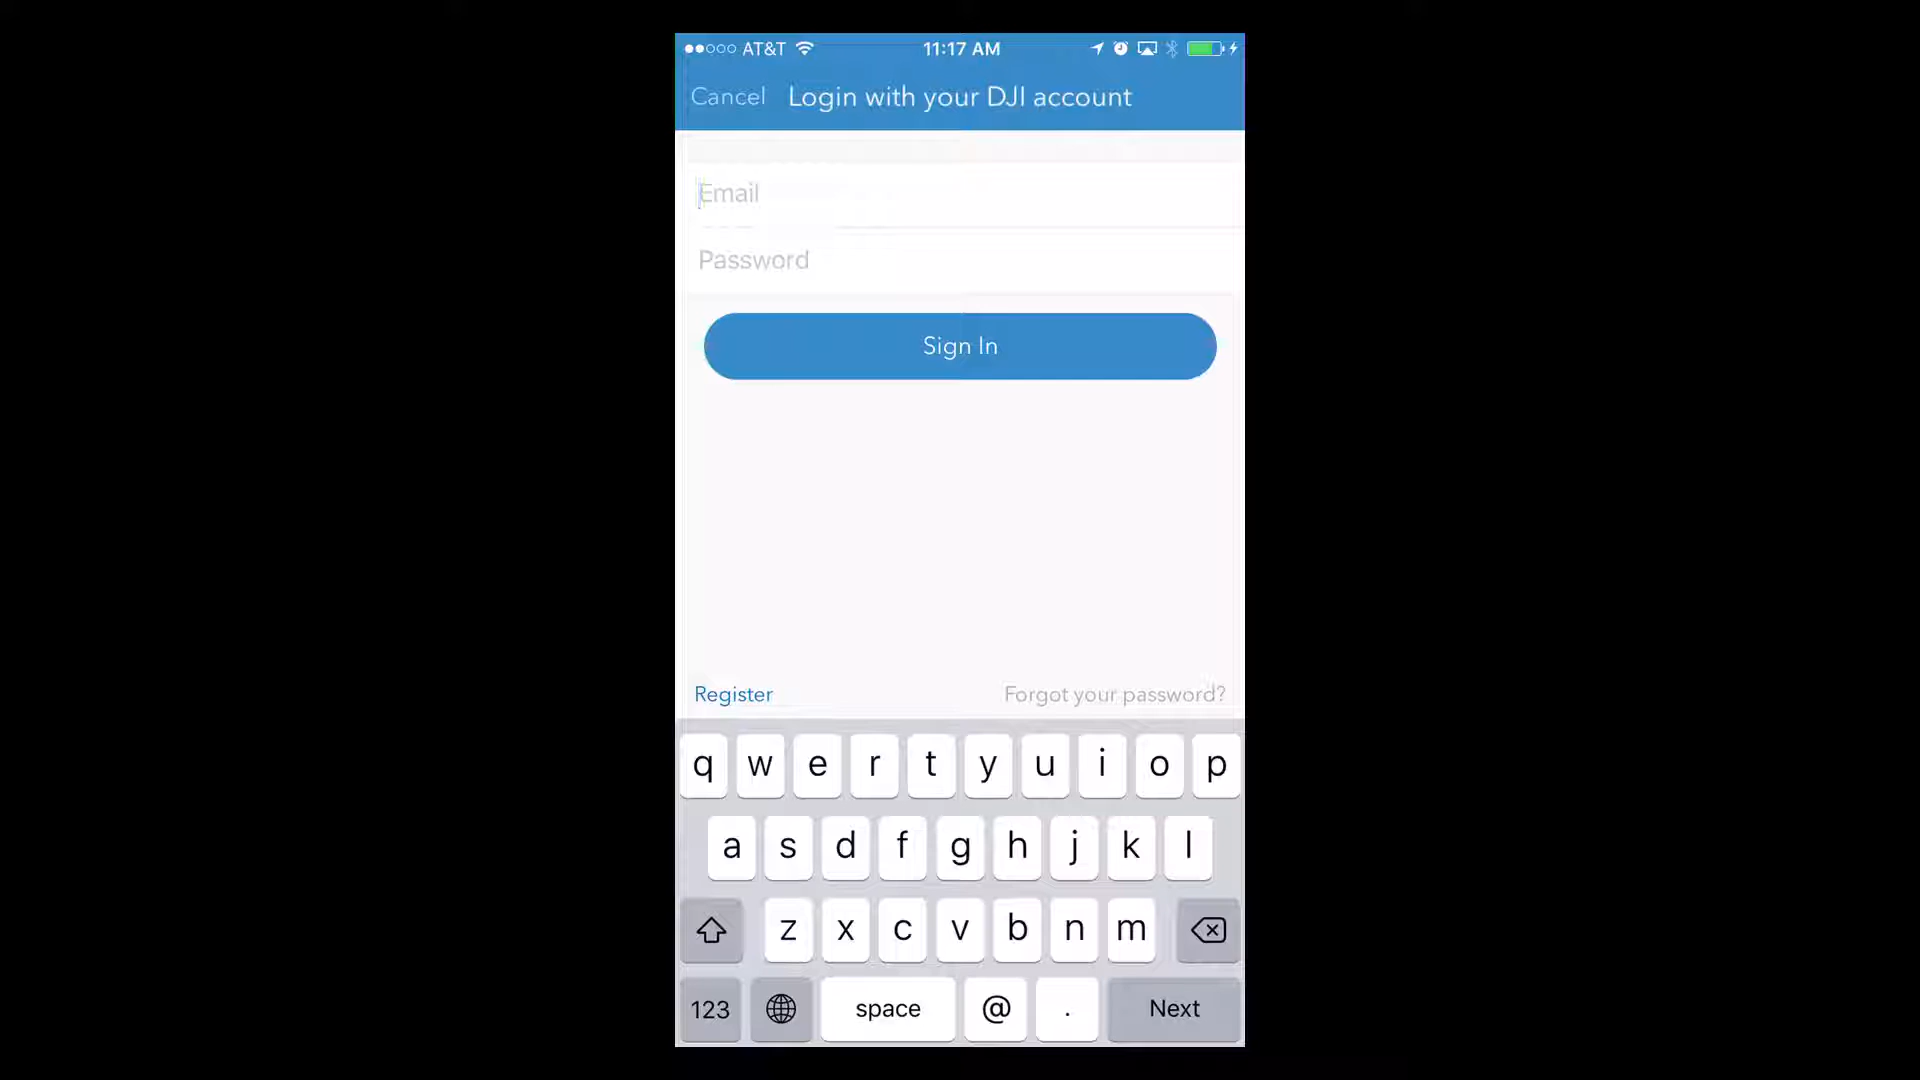 AT&T 11:17 AM
Cancel Login with your DJI account
Email
Password
Sign In
Register Forgot your password?
q w e r t y u i o p
a s d f g h j k l
z x c v b n m
123 space @ . Next